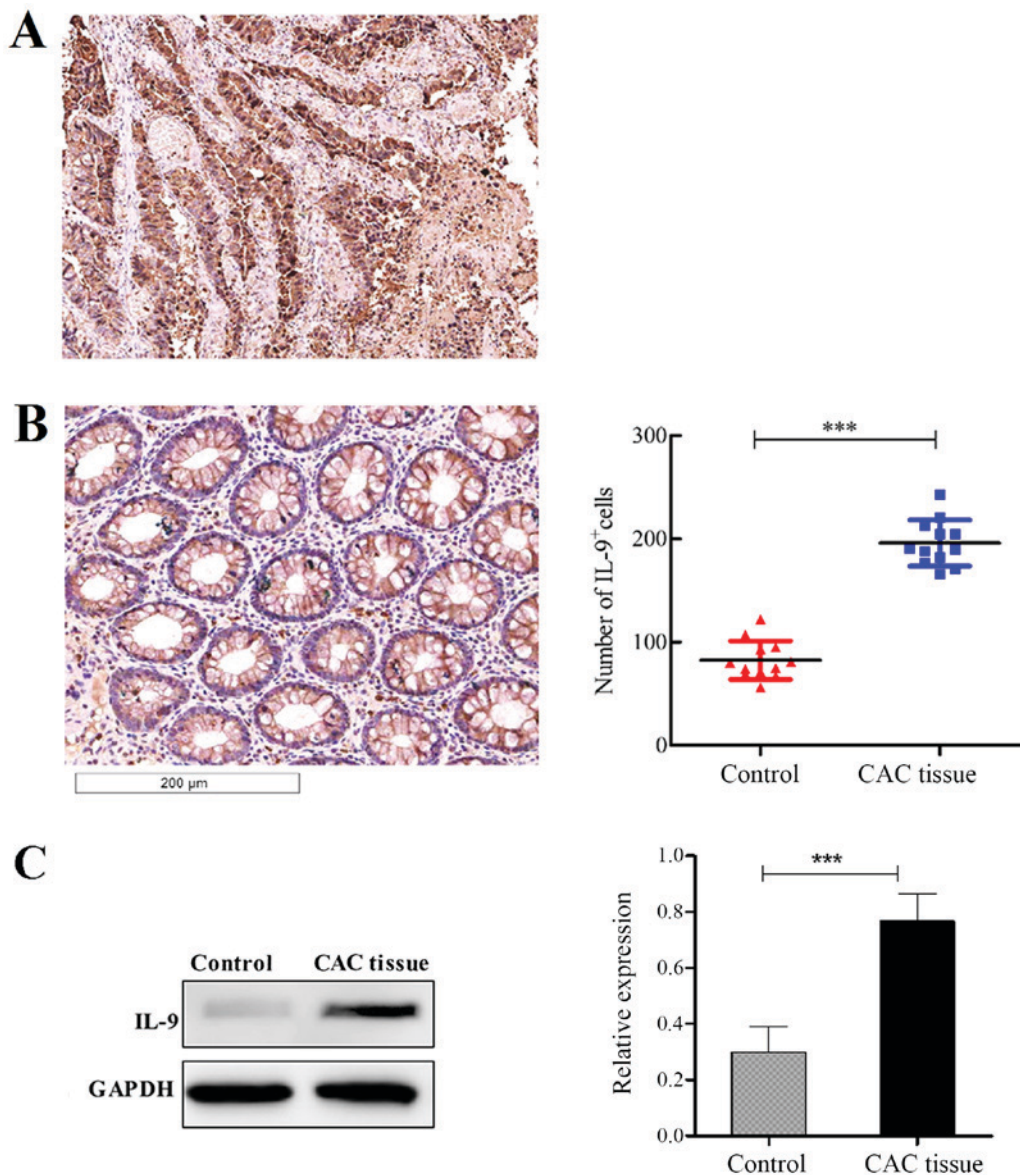 A
B
200 µm
Number of IL-9+cells
300
200
100
0
***
Control
CAC tissue
C
Control
CAC tissue
IL-9
GAPDH
Relative expression
1.0
0.8
0.6
0.4
0.2
0.0
***
Control
CAC tissue